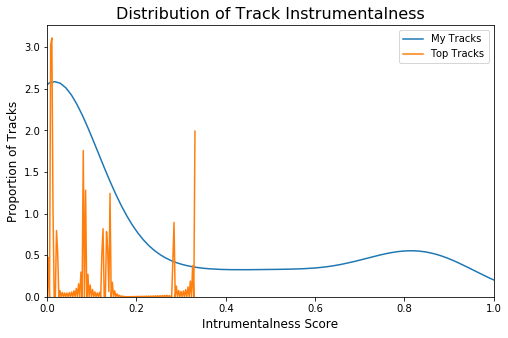 Distribution of Track Instrumentalness
My Tracks
Top Tracks
Proportion of Tracks
3.0
2.5
2.0
1.5
1.0
0.5
0.0
0.0 0.2 0.4 0.6 0.8 1.0
Intrumentalness Score